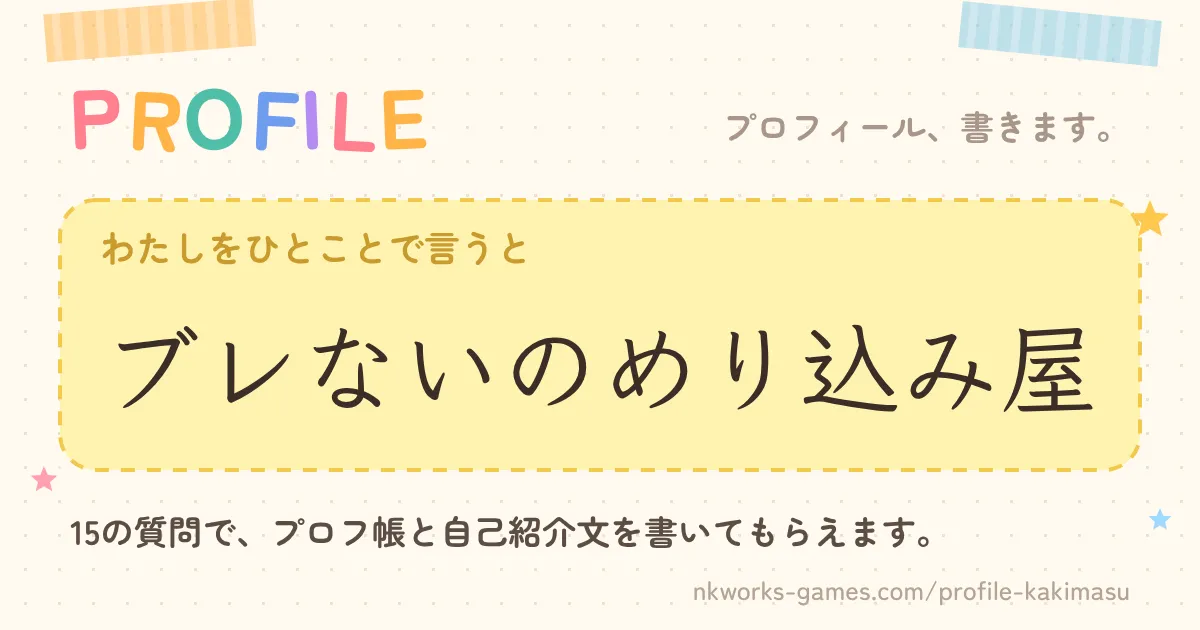 PROFILE
プロフィール、書きます。
わたしをひとことで言うと
ブレないのめり込み屋
15の質問で、プロフ帳と自己紹介文を書いてもらえます。
nkworks-games.com/profile-kakimasu